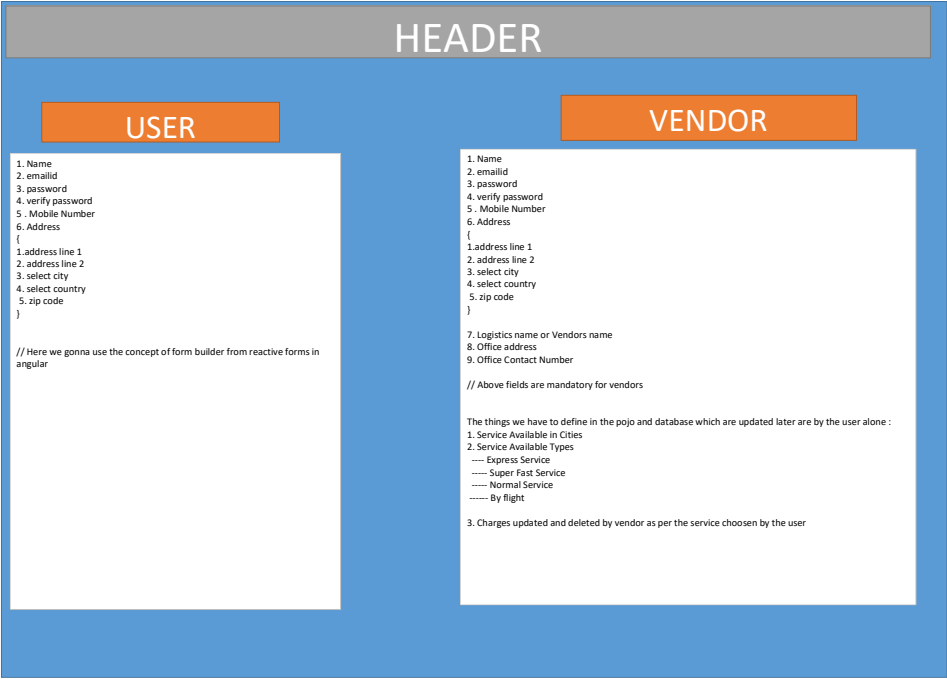 HEADER
USER
1. Name
2. emailid
3. password
4. verify password
5 . Mobile Number
6. Address
{
1.address line 1
2. address line 2
3. select city
4. select country
5. zip code
}
// Here we gonna use the concept of form builder from reactive forms in
angular
VENDOR
1. Name
2. emailid
3. password
4. verify password
5 . Mobile Number
6. Address
{
1.address line 1
2. address line 2
3. select city
4. select country
5. zip code
}
7. Logistics name or Vendors name
8. Office address
9. Office Contact Number
// Above fields are mandatory for vendors
The things we have to define in the pojo and database which are updated later are by the user alone :
1. Service Available in Cities
2. Service Available Types
---- Express Service
----- Super Fast Service
----- Normal Service
------ By flight
3. Charges updated and deleted by vendor as per the service choosen by the user